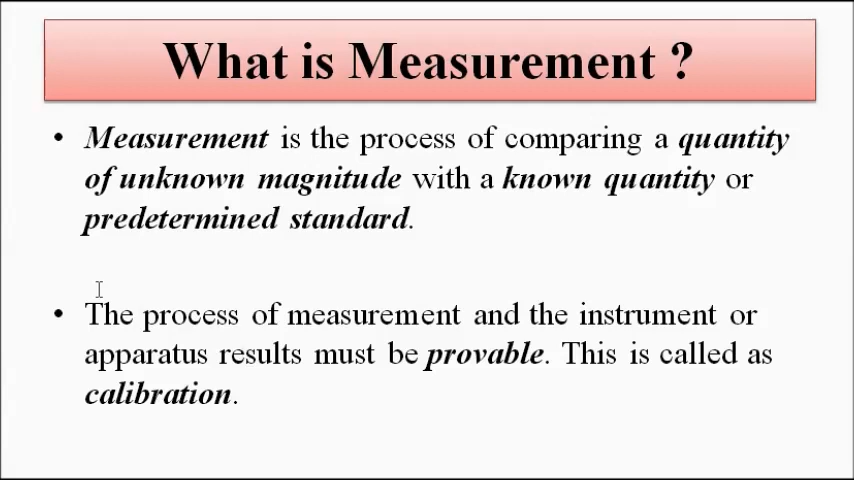 What is Measurement ?
• Measurement is the process of comparing a quantity
of unknown magnitude with a known quantity or
predetermined standard.
• The process of measurement and the instrument or
apparatus results must be provable. This is called as
calibration.